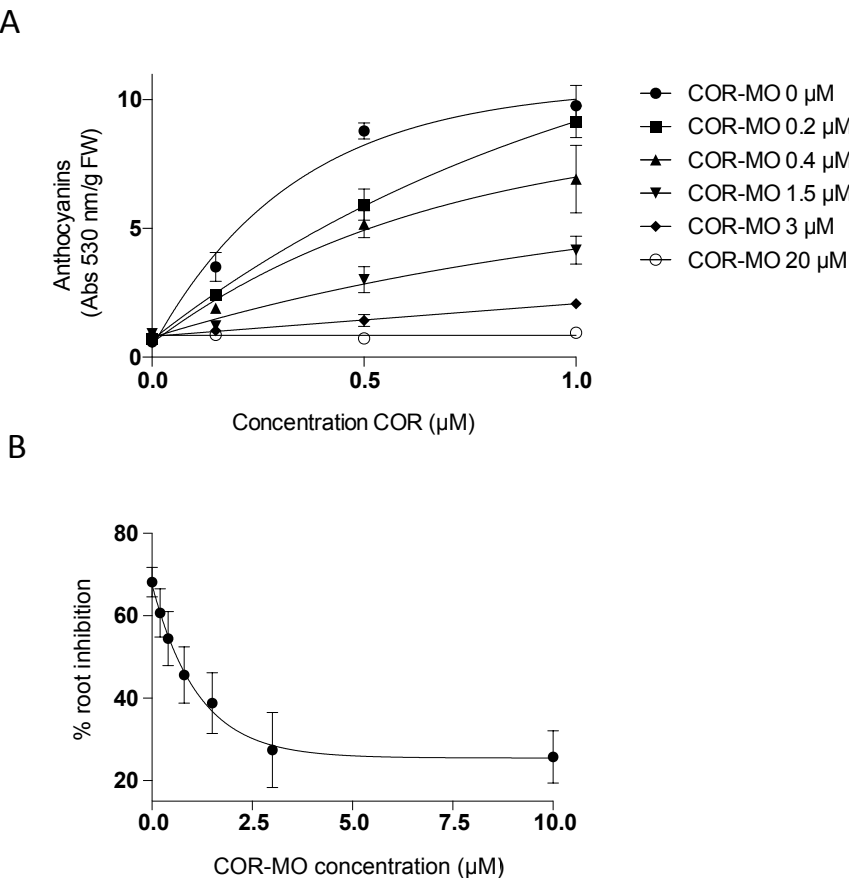 A
Anthocyanins
(Abs 530 nm/g FW)
10
5
0
0.0
0.5
1.0
Concentration COR (µM)
COR-MO 0 µM
COR-MO 0.2 µM
COR-MO 0.4 µM
COR-MO 1.5 µM
COR-MO 3 µM
COR-MO 20 µM
B
% root inhibition
80
60
40
20
0.0
2.5
5.0
7.5
10.0
COR-MO concentration (µM)